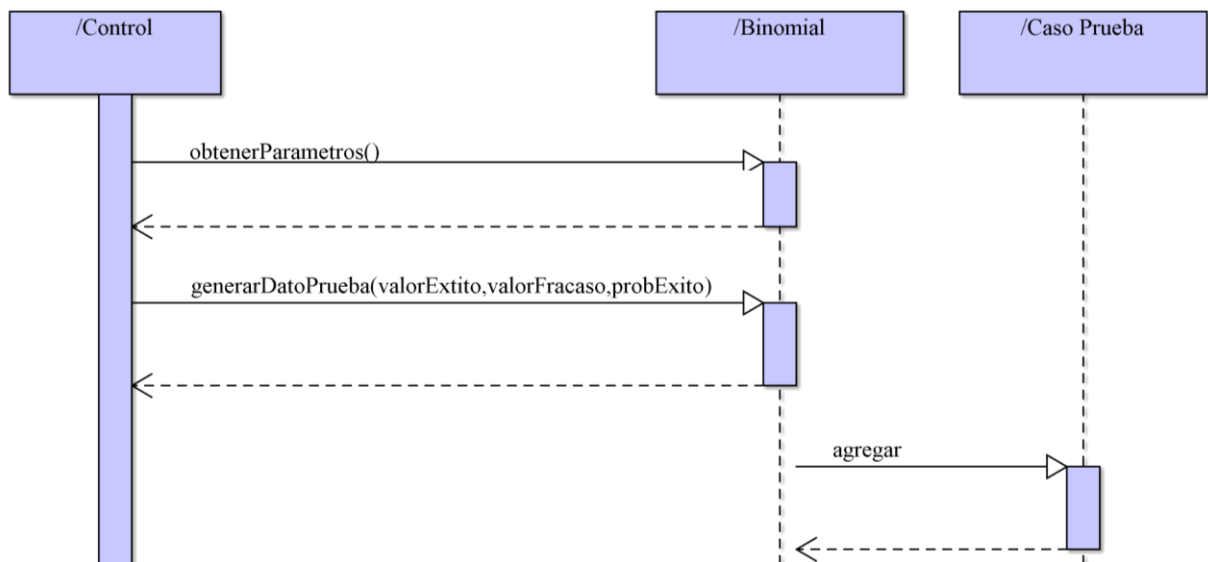 /Control
/Binomial
/Caso Prueba
obtenerParametros()
generarDatoPrueba(valorExtito,valorFracaso,probExito)
agregar